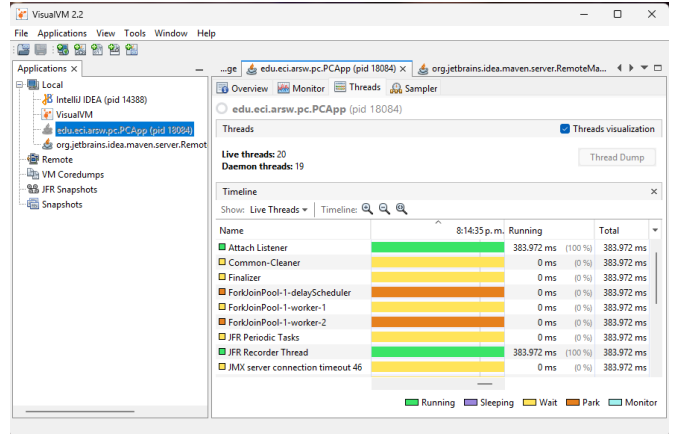 VisualVM 2.2
File Applications View Tools Window Help
Applications ×
Local
IntelliJ IDEA (pid 14388)
VisualVM
edu.eci.arsw.pc.PCApp (pid 18084)
org.jetbrains.idea.maven.server.Remot
Remote
VM Coredumps
JFR Snapshots
Snapshots
...ge edu.eci.arsw.pc.PCApp (pid 18084) × org.jetbrains.idea.maven.server.RemoteMa...
Overview Monitor Threads Sampler
edu.eci.arsw.pc.PCApp (pid 18084)
Threads Threads visualization
Live threads: 20
Daemon threads: 19
Thread Dump
Timeline ×
Show: Live Threads Timeline:
Name 8:14:35 p. m. Running Total
Attach Listener 383.972 ms (100 %) 383.972 ms
Common-Cleaner 0 ms (0 %) 383.972 ms
Finalizer 0 ms (0 %) 383.972 ms
ForkJoinPool-1-delayScheduler 0 ms (0 %) 383.972 ms
ForkJoinPool-1-worker-1 0 ms (0 %) 383.972 ms
ForkJoinPool-1-worker-2 0 ms (0 %) 383.972 ms
JFR Periodic Tasks 0 ms (0 %) 383.972 ms
JFR Recorder Thread 383.972 ms (100 %) 383.972 ms
JMX server connection timeout 46 0 ms (0 %) 383.972 ms
Running Sleeping Wait Park Monitor